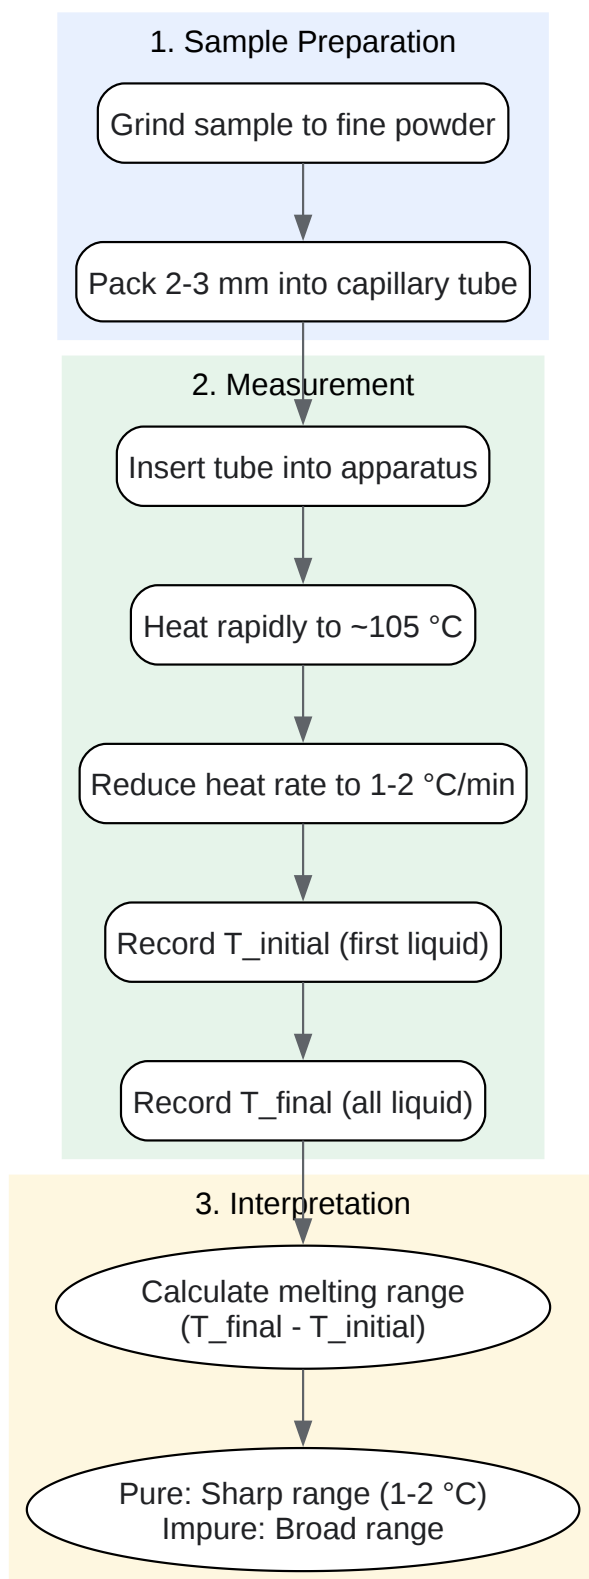 1. Sample Preparation
Grind sample to fine powder
Pack 2-3 mm into capillary tube
2. Measurement
Insert tube into apparatus
Heat rapidly to ~105 °C
Reduce heat rate to 1-2 °C/min
Record T_initial (first liquid)
Record T_final (all liquid)
3. Interpretation
Calculate melting range
(T_final - T_initial)
Pure: Sharp range (1-2 °C)
Impure: Broad range